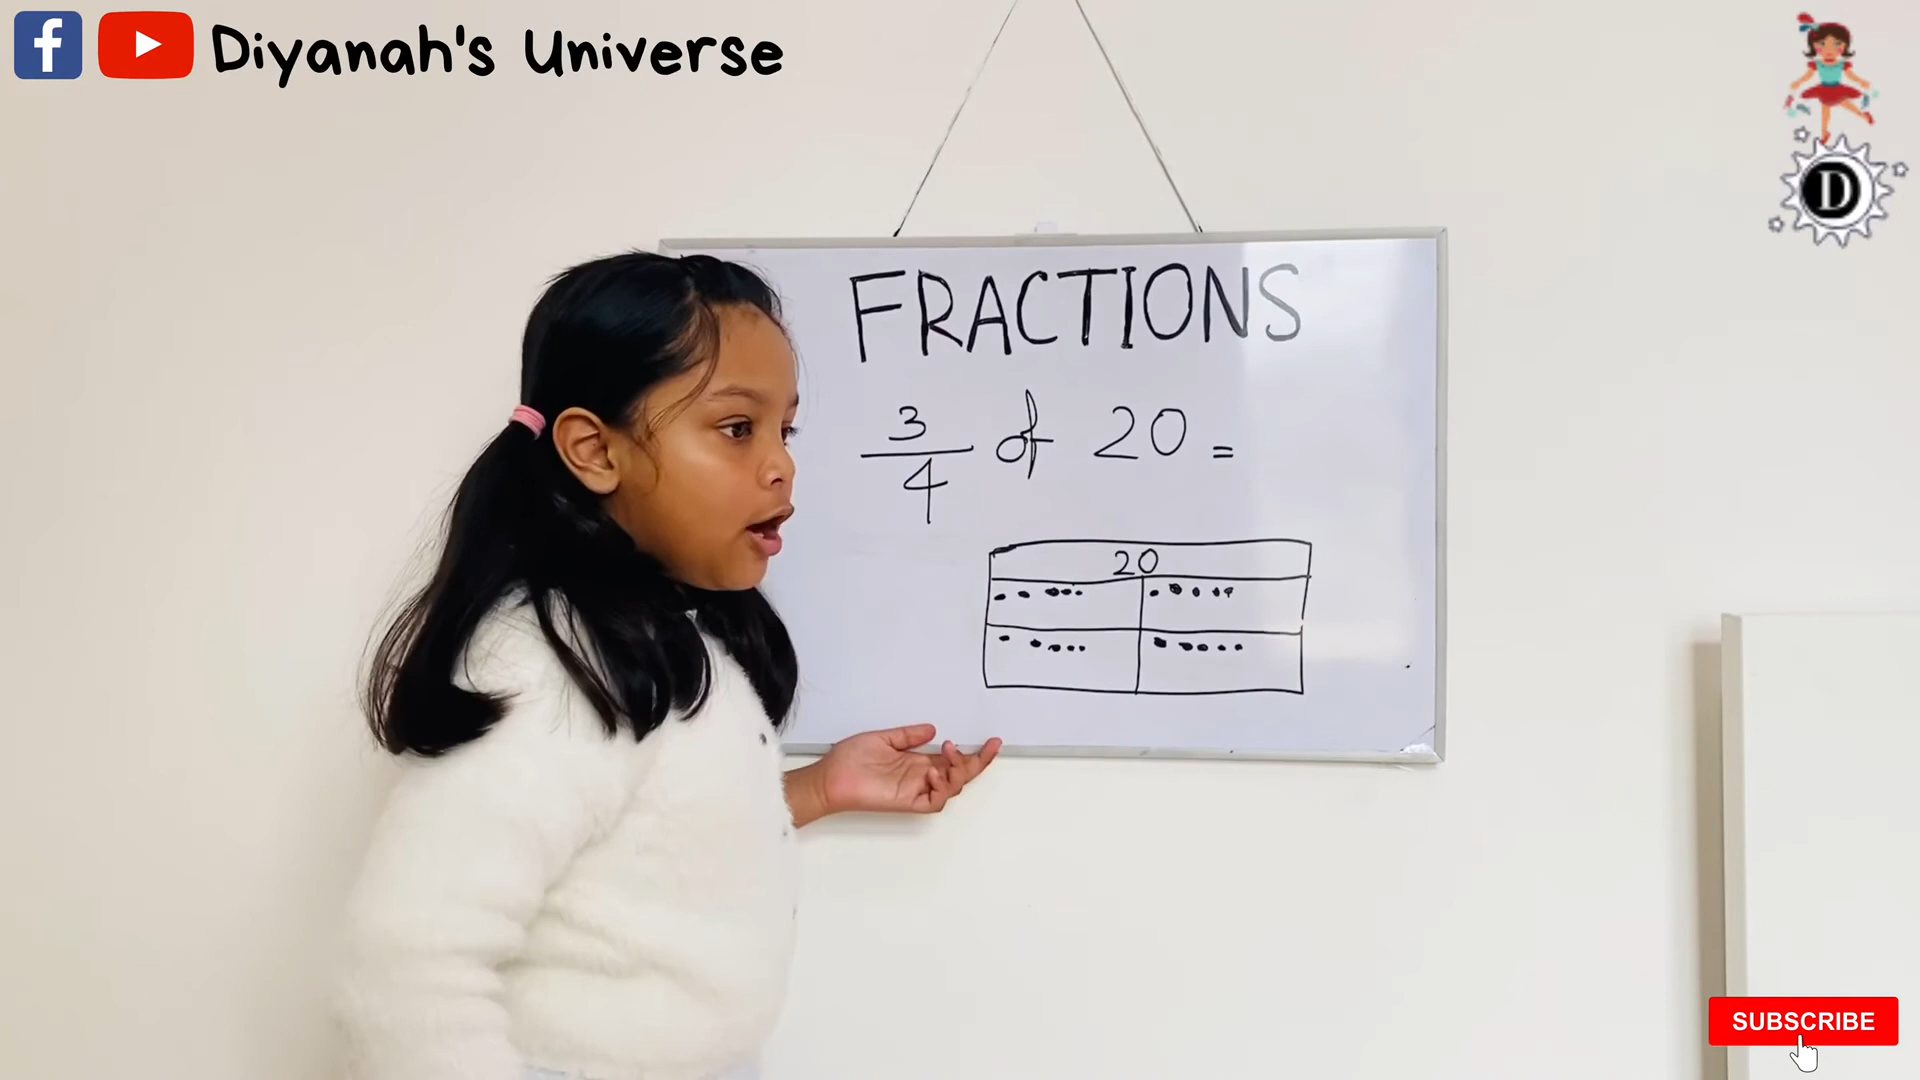 Diyanah's Universe
D
FRACTIONS
3
4
of 20 =
20
SUBSCRIBE